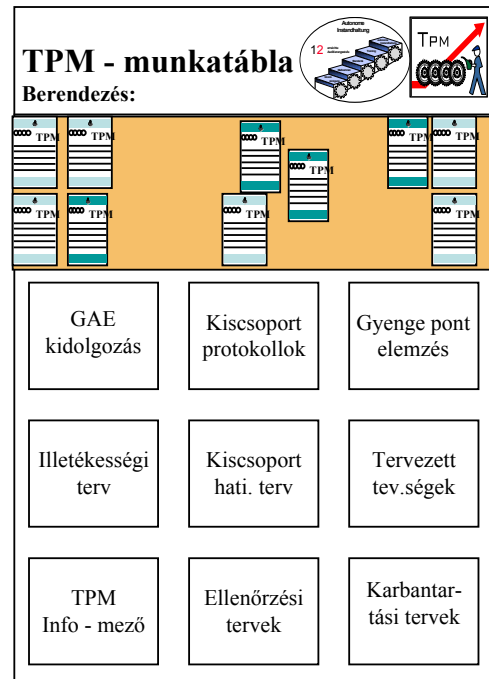 Autonome
Instandhaltung
12
TPM
TPM - munkatábla
Berendezés:
TPM
TPM
TPM
TPM
TPM
TPM
TPM
TPM
TPM
TPM
GAE
kidolgozás
Kiscsoport
protokollok
Gyenge pont
elemzés
Illetékességi
terv
Kiscsoport
hati. terv
Tervezett
tev.ségek
TPM
Info - mező
Ellenőrzési
tervek
Karbantar-
tási tervek